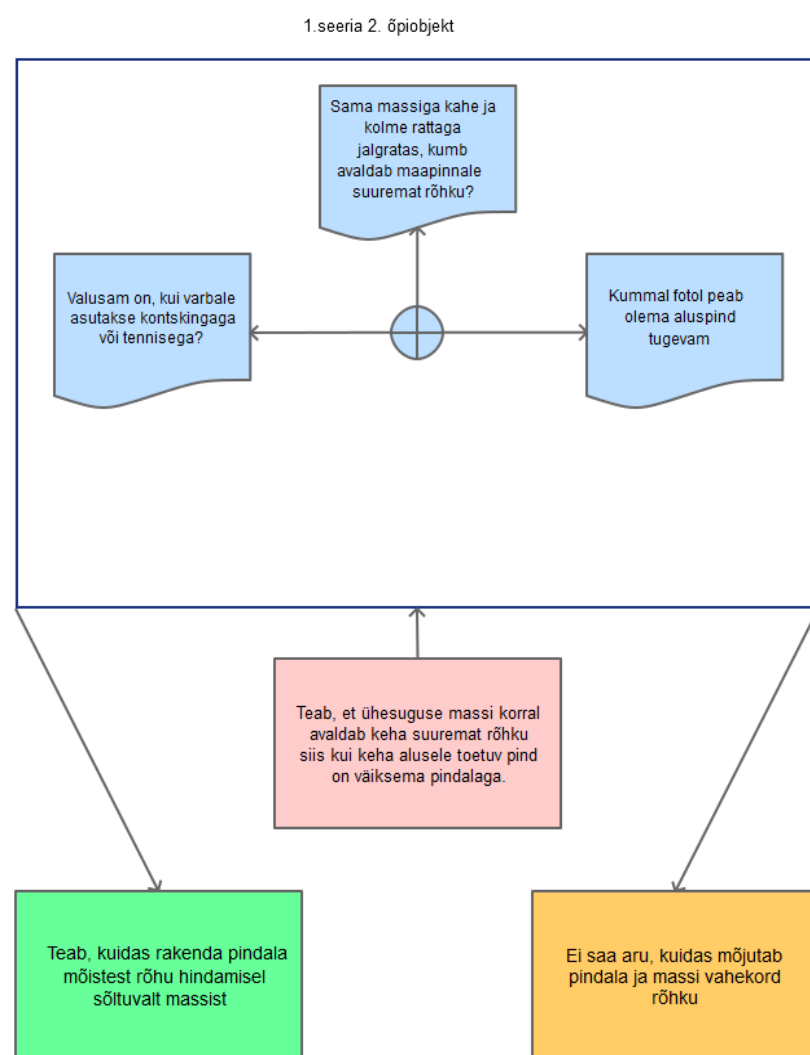 1.seeria 2. õpiobjekt
Sama massiga kahe ja
kolme rattaga
jalgratas, kumb
avaldab maapinnale
suuremat rõhku?
Valusam on, kui varbale
asutakse kontskingaga
või tennisega?
Kummal fotol peab
olema aluspind
tugevam
Teab, et ühesuguse massi korral
avaldab keha suuremat rõhku
siis kui keha alusele toetuv pind
on väiksema pindalaga.
Teab, kuidas rakenda pindala
mõistest rõhu hindamisel
sõltuvalt massist
Ei saa aru, kuidas mõjutab
pindala ja massi vahekord
rõhku